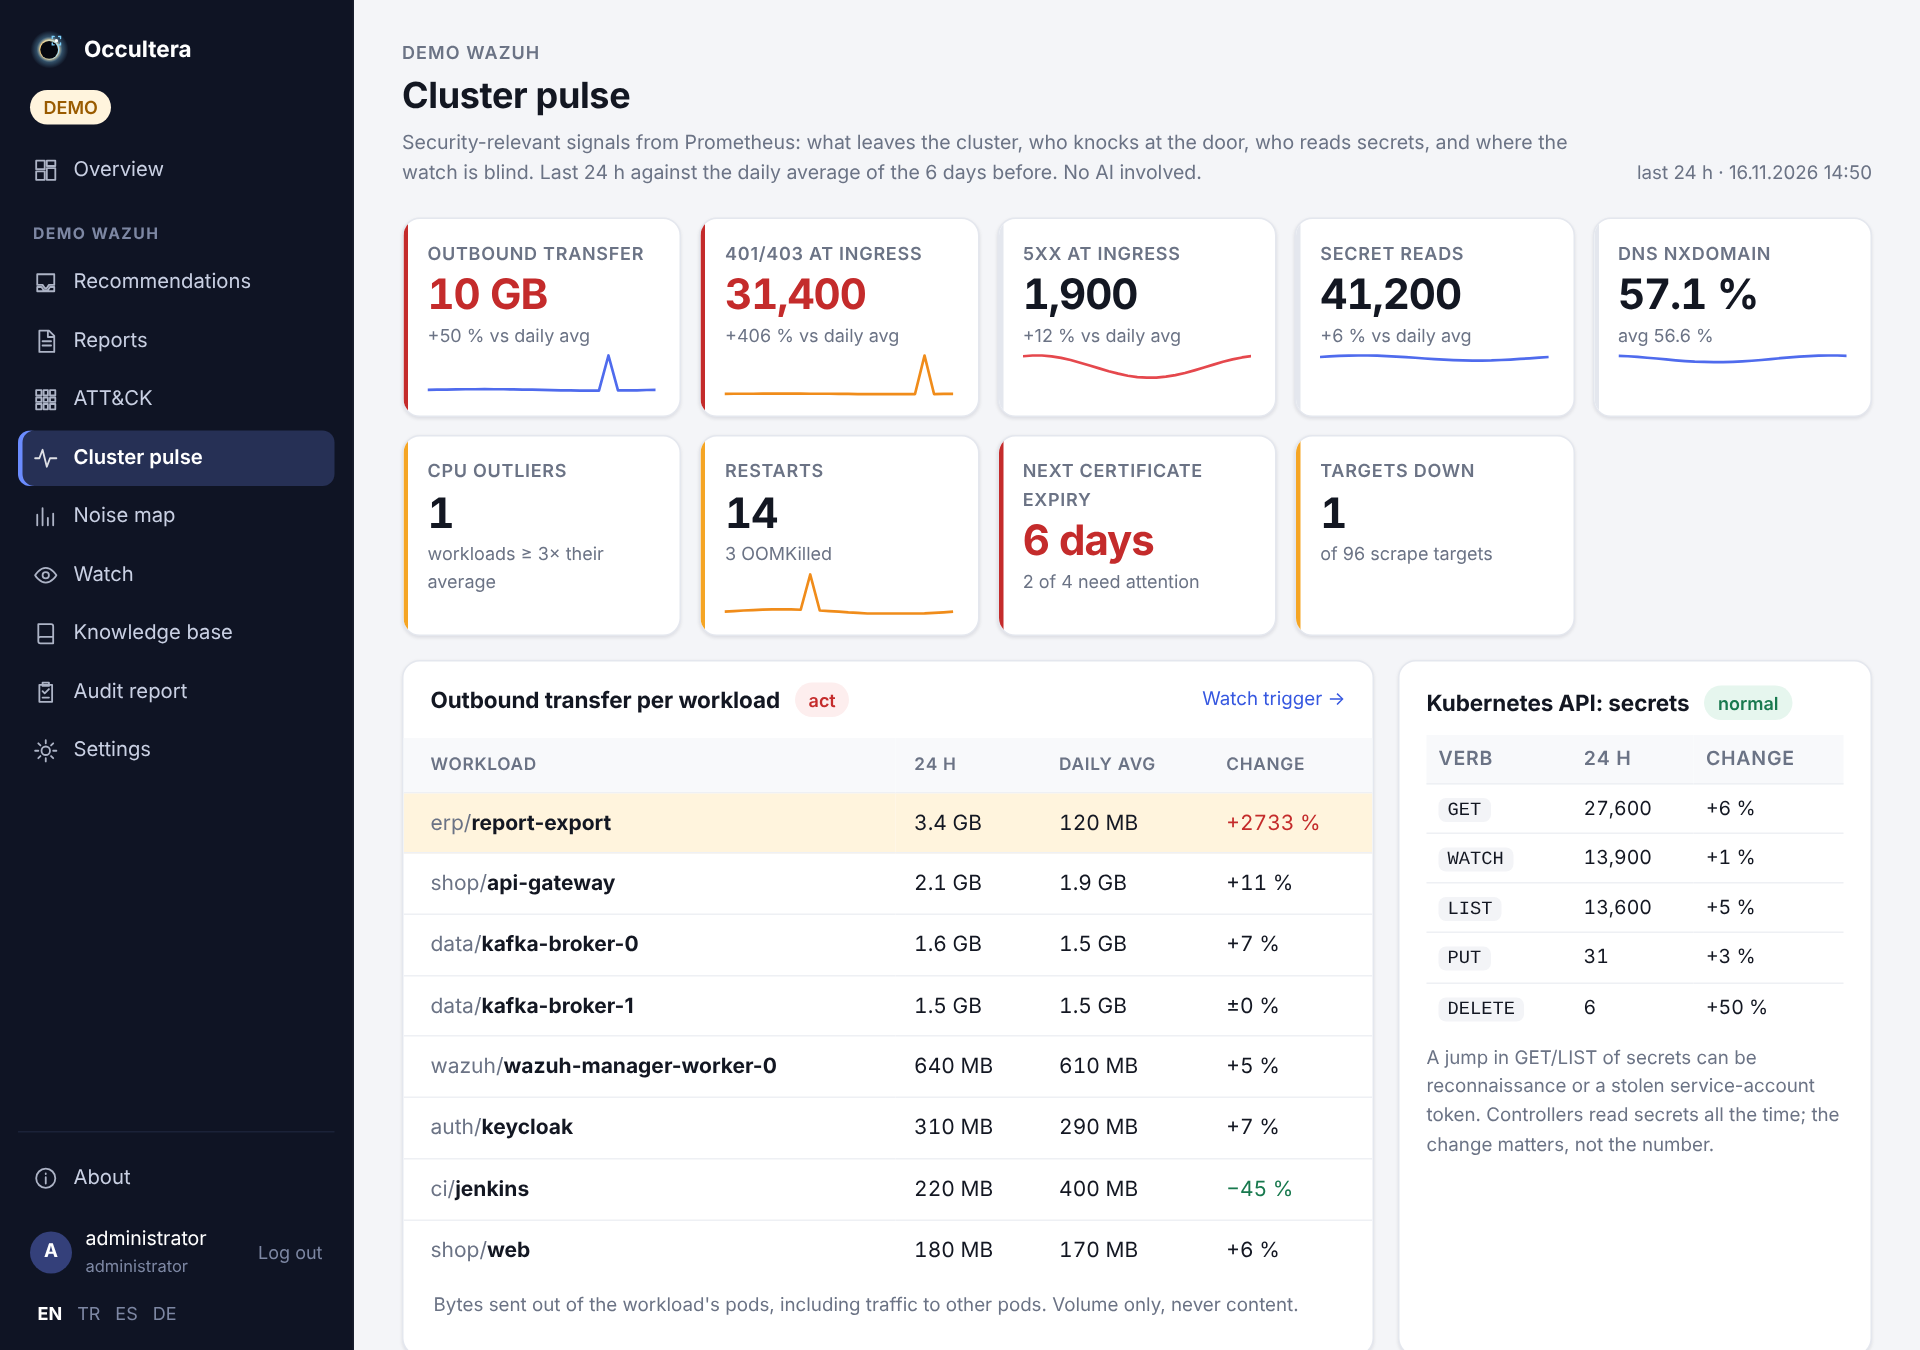 Occultera
DEMO
Overview
DEMO WAZUH
Recommendations
Reports
ATT&CK
Cluster pulse
Noise map
Watch
Knowledge base
Audit report
Settings
About
A
administrator
administrator
Log out
EN TR ES DE
DEMO WAZUH
Cluster pulse
Security-relevant signals from Prometheus: what leaves the cluster, who knocks at the door, who reads secrets, and where the
watch is blind. Last 24 h against the daily average of the 6 days before. No AI involved.
last 24 h · 16.11.2026 14:50
OUTBOUND TRANSFER
10 GB
+50 % vs daily avg
401/403 AT INGRESS
31,400
+406 % vs daily avg
5XX AT INGRESS
1,900
+12 % vs daily avg
SECRET READS
41,200
+6 % vs daily avg
DNS NXDOMAIN
57.1 %
avg 56.6 %
CPU OUTLIERS
1
workloads ≥ 3× their
average
RESTARTS
14
3 OOMKilled
NEXT CERTIFICATE
EXPIRY
6 days
2 of 4 need attention
TARGETS DOWN
1
of 96 scrape targets
Outbound transfer per workload act Watch trigger →
WORKLOAD 24 H DAILY AVG CHANGE
erp/report-export 3.4 GB 120 MB +2733 %
shop/api-gateway 2.1 GB 1.9 GB +11 %
data/kafka-broker-0 1.6 GB 1.5 GB +7 %
data/kafka-broker-1 1.5 GB 1.5 GB ±0 %
wazuh/wazuh-manager-worker-0 640 MB 610 MB +5 %
auth/keycloak 310 MB 290 MB +7 %
ci/jenkins 220 MB 400 MB −45 %
shop/web 180 MB 170 MB +6 %
Bytes sent out of the workload's pods, including traffic to other pods. Volume only, never content.
Kubernetes API: secrets normal
VERB 24 H CHANGE
GET 27,600 +6 %
WATCH 13,900 +1 %
LIST 13,600 +5 %
PUT 31 +3 %
DELETE 6 +50 %
A jump in GET/LIST of secrets can be
reconnaissance or a stolen service-account
token. Controllers read secrets all the time; the
change matters, not the number.